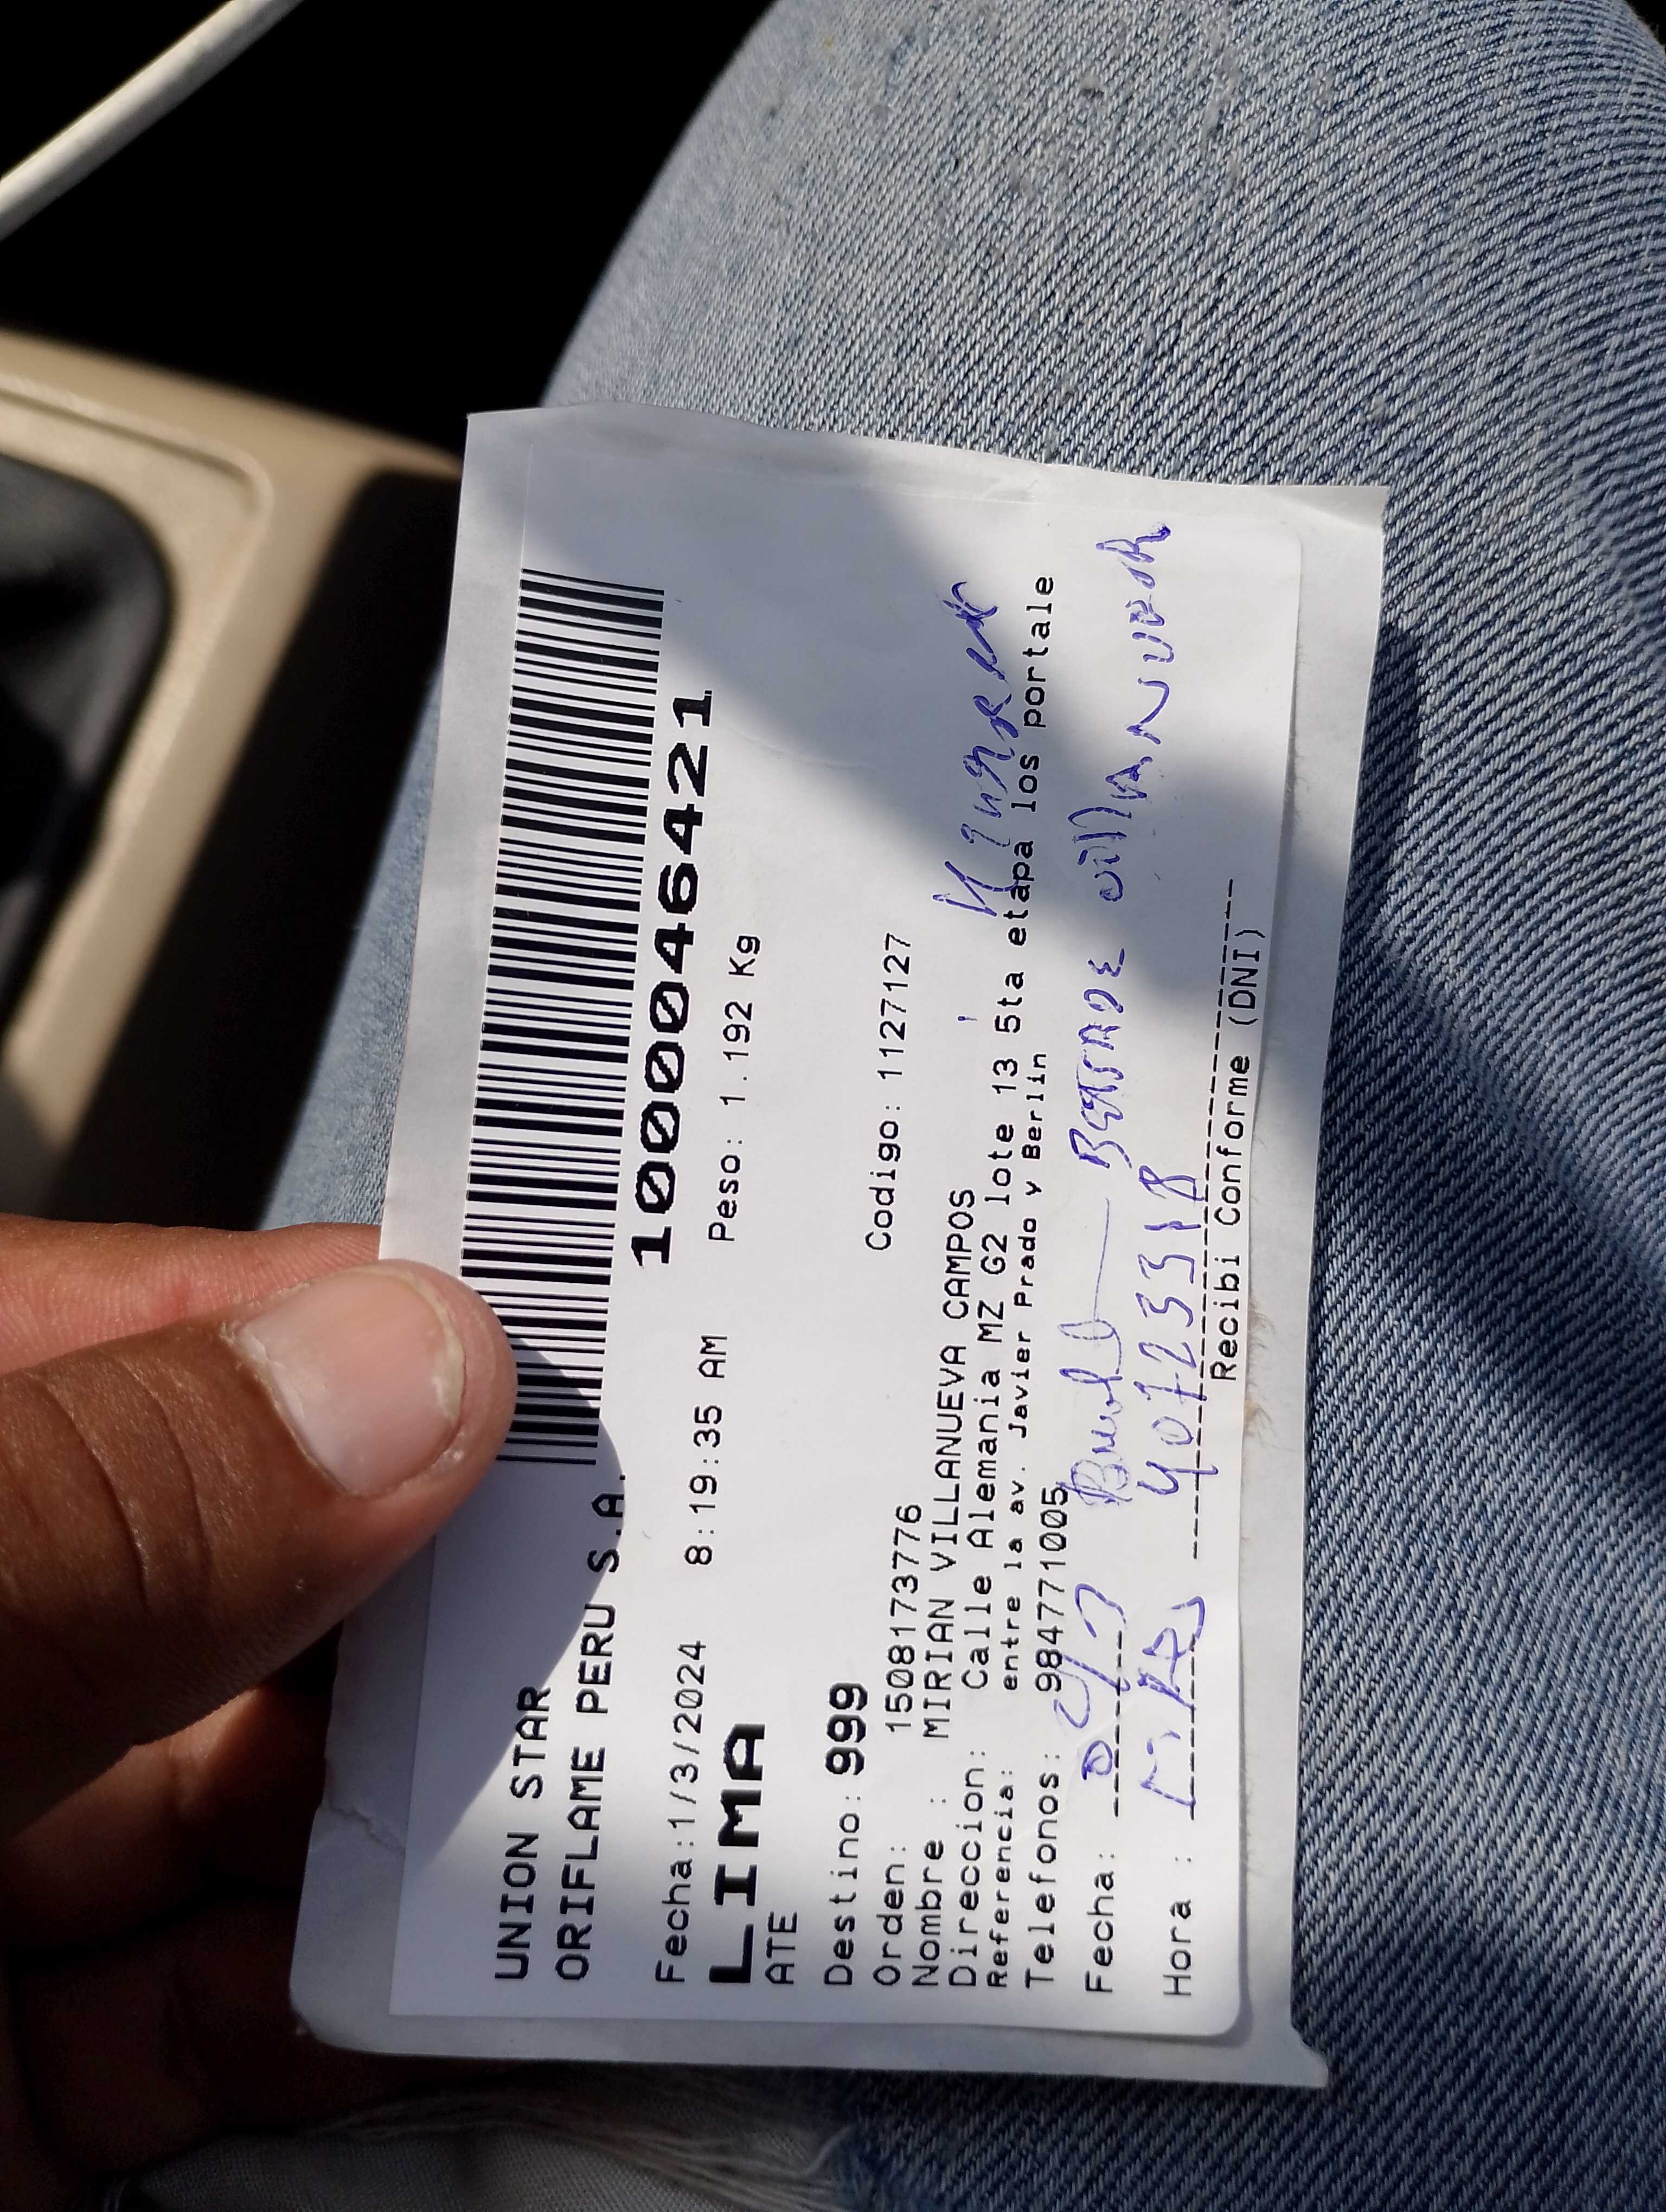 UNION STAR
ORIFLAME PERU S.A.
1000046421
Fecha:1/3/2024 8:19:35 AM Peso: 1.192 Kg
LIMA
ATE
Destino: 999
Codigo: 1127127
Orden: 1508173776
Nombre : MIRIAN VILLANUEVA CAMPOS
Direccion: Calle Alemania MZ G2 lote 13 5ta etapa los portale
Referencia: entre la av. Javier Prado y Berlin
Telefonos: 984771005
Fecha:
40723318
Hora :
Recibi Conforme (DNI)